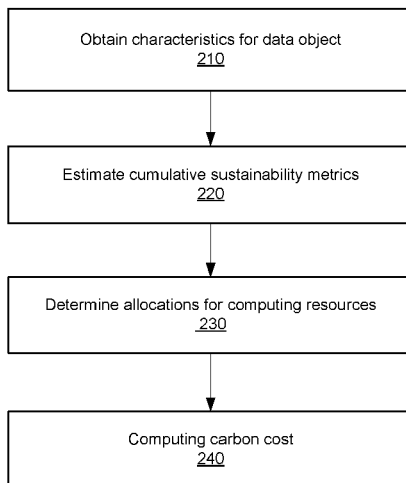 Obtain characteristics for data object
210
Estimate cumulative sustainability metrics
220
Determine allocations for computing resources
230
Computing carbon cost
240